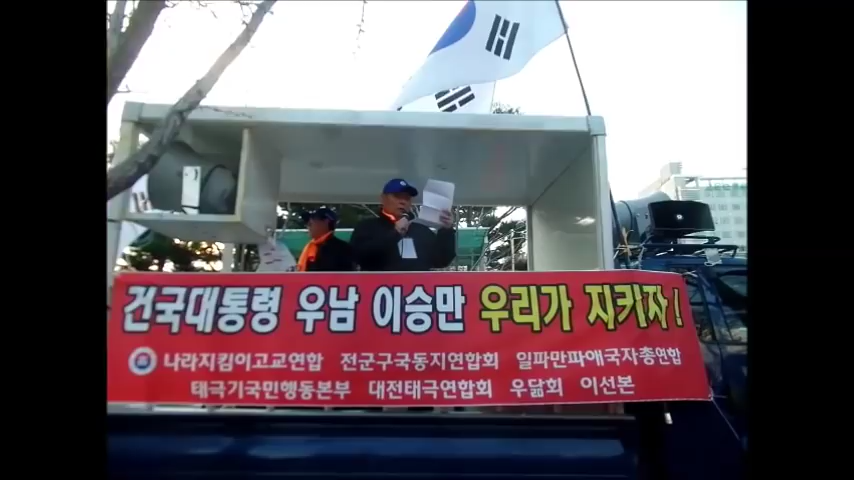 건국대통령 우남 이승만 우리가 지키자!
나라지킴이고교연합 전군구국동지연합회 일파만파애국자총연합
태극기국민행동본부 대전태극기연합회 우닮회 이선본